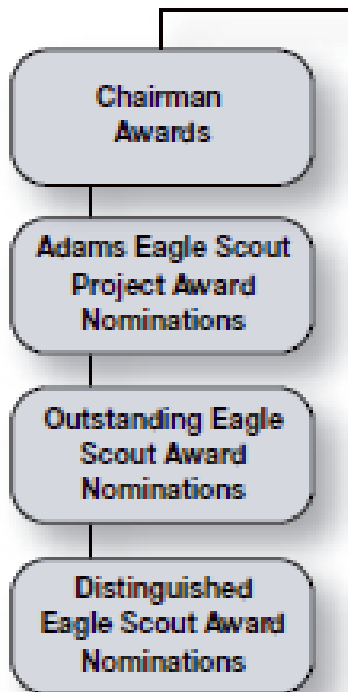 Chairman
Awards
Adams Eagle Scout
Project Award
Nominations
Outstanding Eagle
Scout Award
Nominations
Distinguished
Eagle Scout Award
Nominations